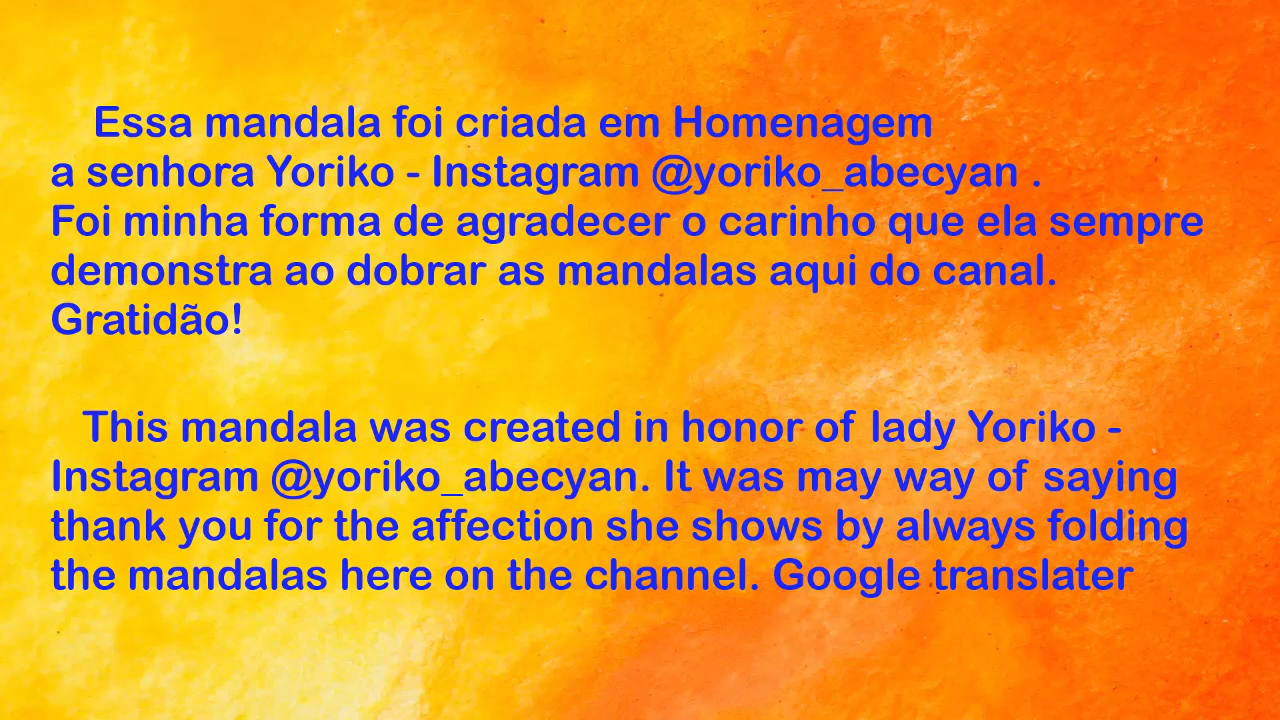 Essa mandala foi criada em Homenagem
a senhora Yoriko - Instagram @yoriko_abecyan .
Foi minha forma de agradecer o carinho que ela sempre
demonstra ao dobrar as mandalas aqui do canal.
Gratidão!
This mandala was created in honor of lady Yoriko -
Instagram @yoriko_abecyan. It was may way of saying
thank you for the affection she shows by always folding
the mandalas here on the channel. Google translater